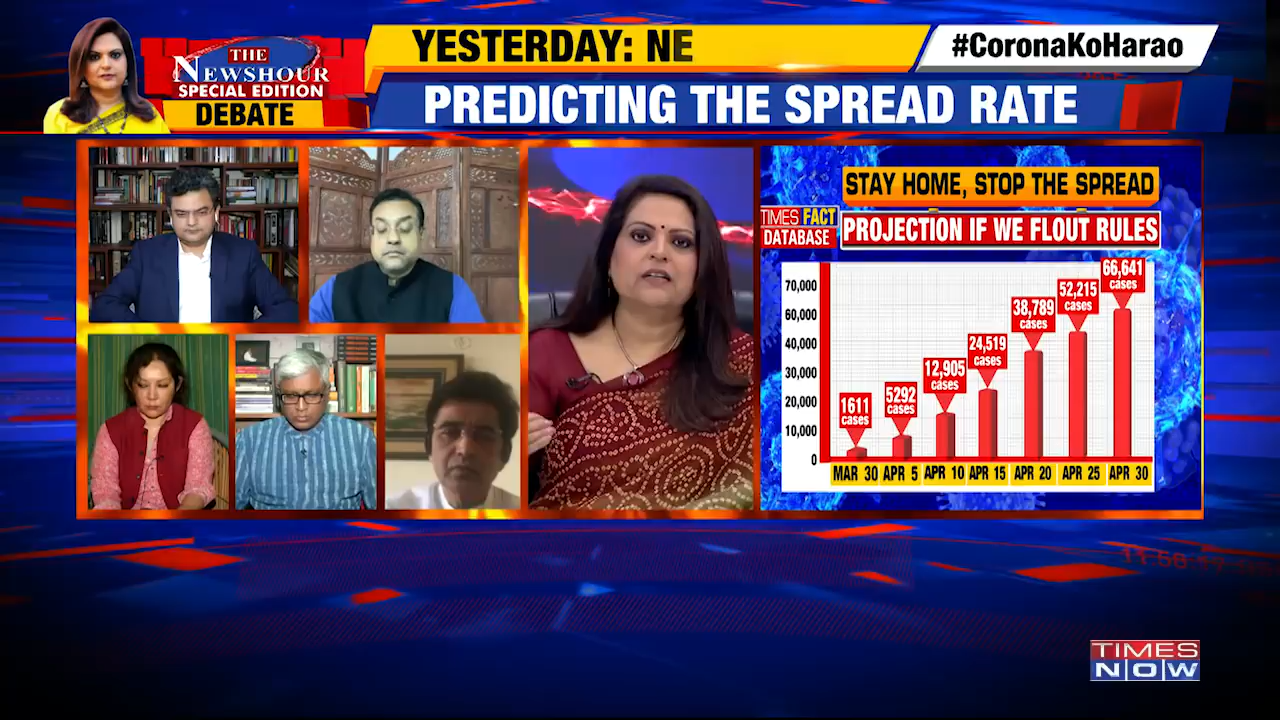 YESTERDAY: NE
#CoronaKoHarao
THE
NEWSHOUR
SPECIAL EDITION
DEBATE
PREDICTING THE SPREAD RATE
STAY HOME, STOP THE SPREAD
TIMES FACT
DATABASE
PROJECTION IF WE FLOUT RULES
70,000
60,000
40,000
30,000
20,000
10,000
0
1611
cases
5292
cases
12,905
cases
24,519
cases
38,789
cases
52,215
cases
66,641
cases
MAR 30 APR 5 APR 10 APR 15 APR 20 APR 25 APR 30
TIMES
NOW